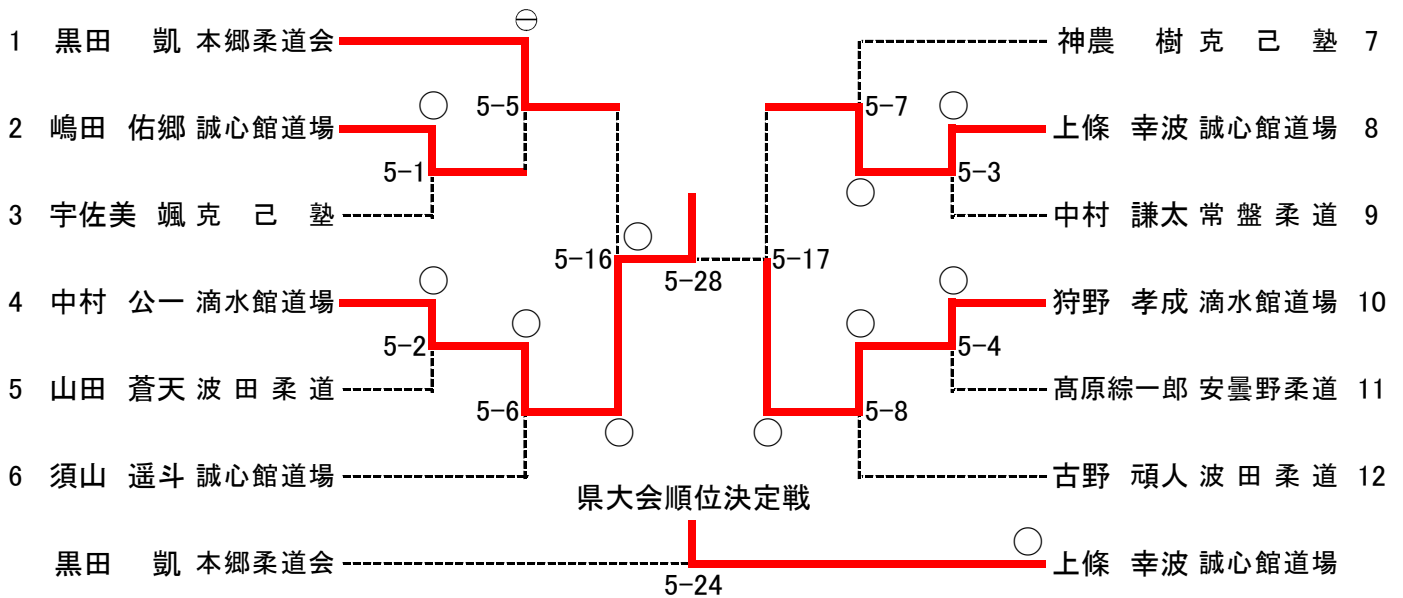 1 黒田 凱 本郷柔道会
2 嶋田 佑郷 誠心館道場
3 宇佐美 颯 克己塾
4 中村 公一 滴水館道場
5 山田 蒼天 波田柔道
6 須山 遥斗 誠心館道場
神農 樹 克己塾 7
上條 幸波 誠心館道場 8
中村 謙太 常盤柔道 9
狩野 孝成 滴水館道場 10
髙原綜一郎 安曇野柔道 11
古野 頑人 波田柔道 12
5-5
5-1
5-16
5-2
5-6
5-28
5-7
5-3
5-17
5-4
5-8
県大会順位決定戦
黒田 凱 本郷柔道会
5-24
上條 幸波 誠心館道場